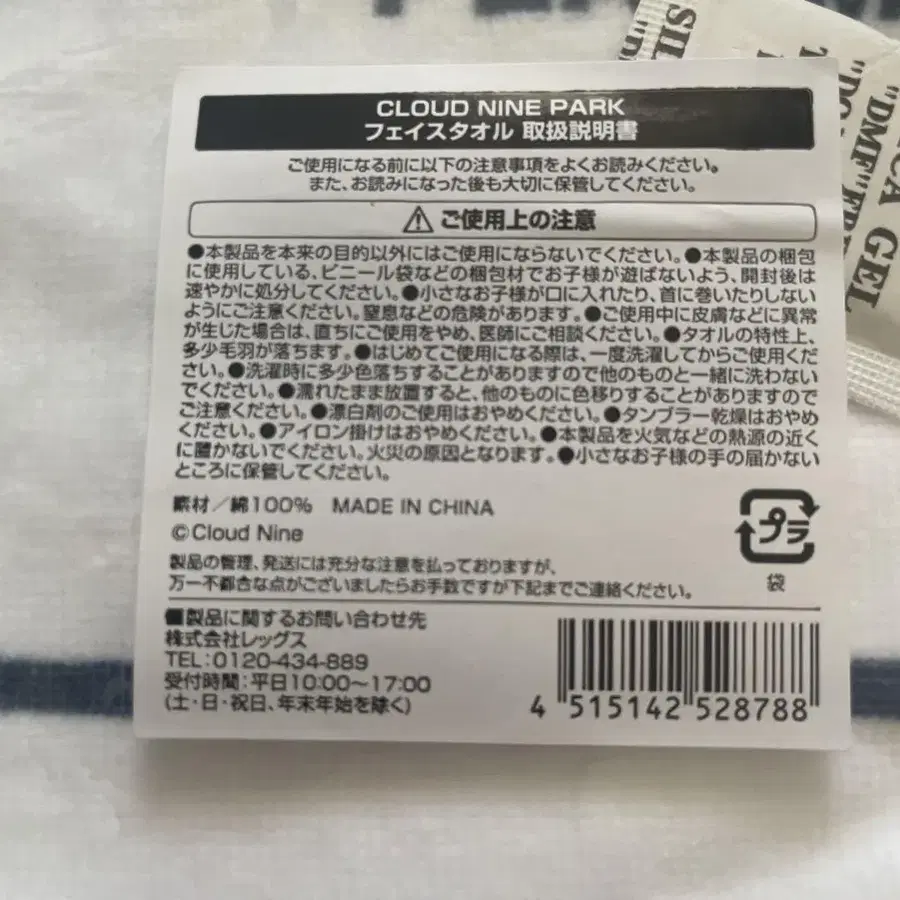 CLOUD NINE PARK
フェイスタオル 取扱説明書
ご使用になる前に以下の注意事項をよくお読みください。
また、お読みになった後も大切に保管してください。
ご使用上の注意
●本製品を本来の目的以外にはご使用にならないでください。●本製品の梱包
に使用している、ビニール袋などの梱包材でお子様が遊ばないよう、開封後は
速やかに処分してください。●小さなお子様が口に入れたり、首に巻いたりしない
ようにご注意ください。窒息などの危険があります。●ご使用中に皮膚などに異常
が生じた場合は、直ちにご使用をやめ、医師にご相談ください。●タオルの特性上、
多少毛羽が落ちます。●はじめてご使用になる際は、一度洗濯してからご使用くだ
さい。●洗濯時に多少色落ちすることがありますので他のものと一緒に洗わない
でください。●濡れたまま放置すると、他のものに色移りすることがありますので
ご注意ください。●漂白剤のご使用はおやめください。●タンブラー乾燥はおやめ
ください。●アイロン掛けはおやめください。●本製品を火気などの熱源の近く
に置かないでください。火災の原因となります。●小さなお子様の手の届かない
ところに保管してください。
素材/綿100% MADE IN CHINA
©Cloud Nine
プラ
袋
製品の管理、発送には充分な注意を払っておりますが、
万一不都合な点がございましたらお手数ですが下記までご連絡ください。
■製品に関するお問い合わせ先
株式会社レッグス
TEL:0120-434-889
受付時間:平日10:00〜17:00
(土・日・祝日、年末年始を除く)
4 515142 528788
GEL
"DMF"